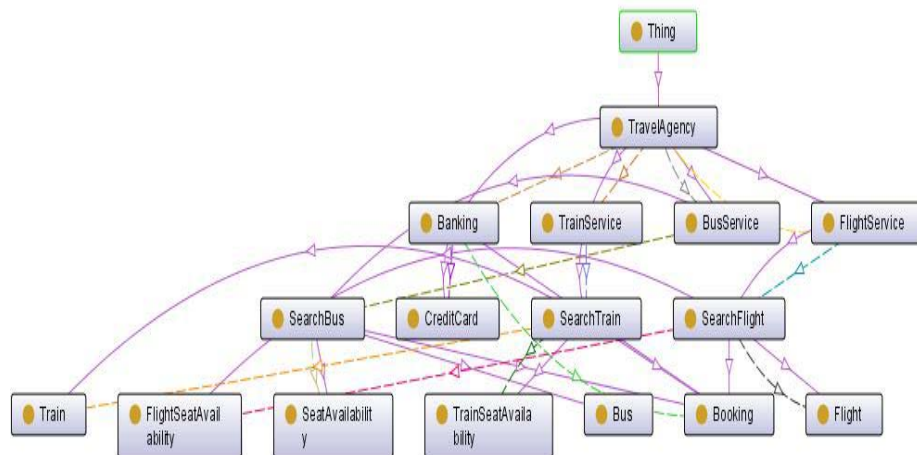 Thing
TravelAgency
Banking
TrainService
BusService
FlightService
SearchBus
CreditCard
SearchTrain
SearchFlight
Train
FlightSeatAvail
ability
SeatAvailabilit
y
TrainSeatAvaila
bility
Bus
Booking
Flight